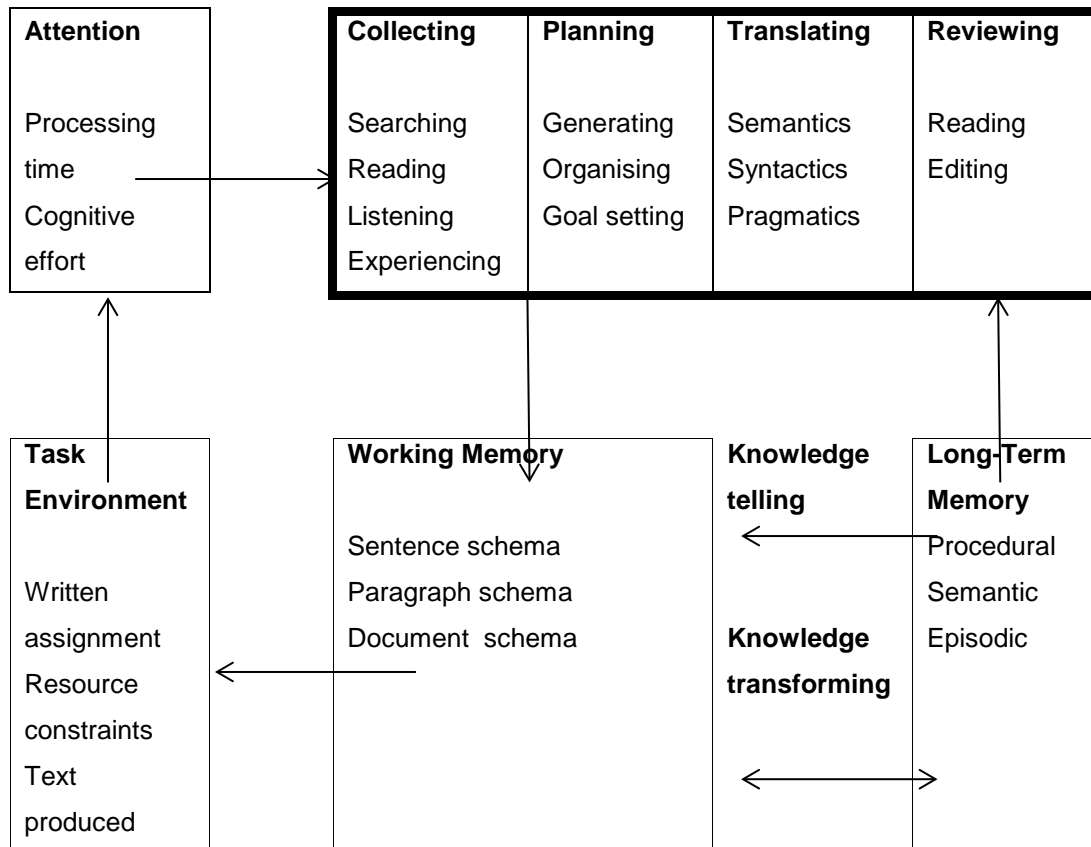 Attention
Processing
time
Cognitive
effort
Collecting
Searching
Reading
Listening
Experiencing
Planning
Generating
Organising
Goal setting
Translating
Semantics
Syntactics
Pragmatics
Reviewing
Reading
Editing
Task
Environment
Written
assignment
Resource
constraints
Text
produced
Working Memory
Sentence schema
Paragraph schema
Document schema
Knowledge
telling
Knowledge
transforming
Long-Term
Memory
Procedural
Semantic
Episodic